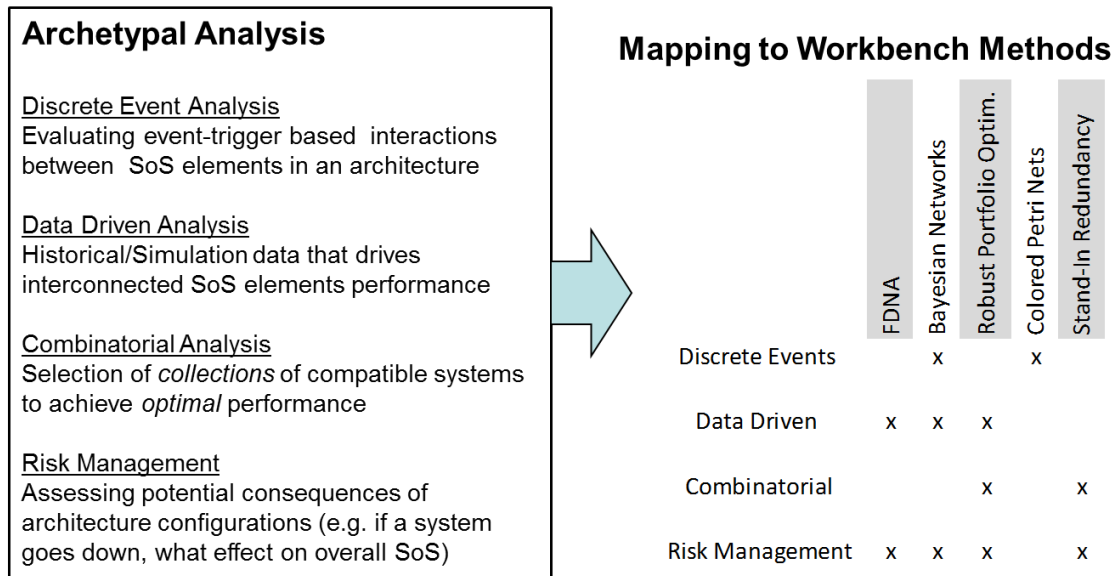 Archetypal Analysis
Discrete Event Analysis
Evaluating event-trigger based interactions
between SoS elements in an architecture
Data Driven Analysis
Historical/Simulation data that drives
interconnected SoS elements performance
Combinatorial Analysis
Selection of collections of compatible systems
to achieve optimal performance
Risk Management
Assessing potential consequences of
architecture configurations (e.g. if a system
goes down, what effect on overall SoS)
Mapping to Workbench Methods
FDNA
Bayesian Networks
Robust Portfolio Optim.
Colored Petri Nets
Stand-In Redundancy
Discrete Events x x
Data Driven x x x
Combinatorial x x
Risk Management x x x x